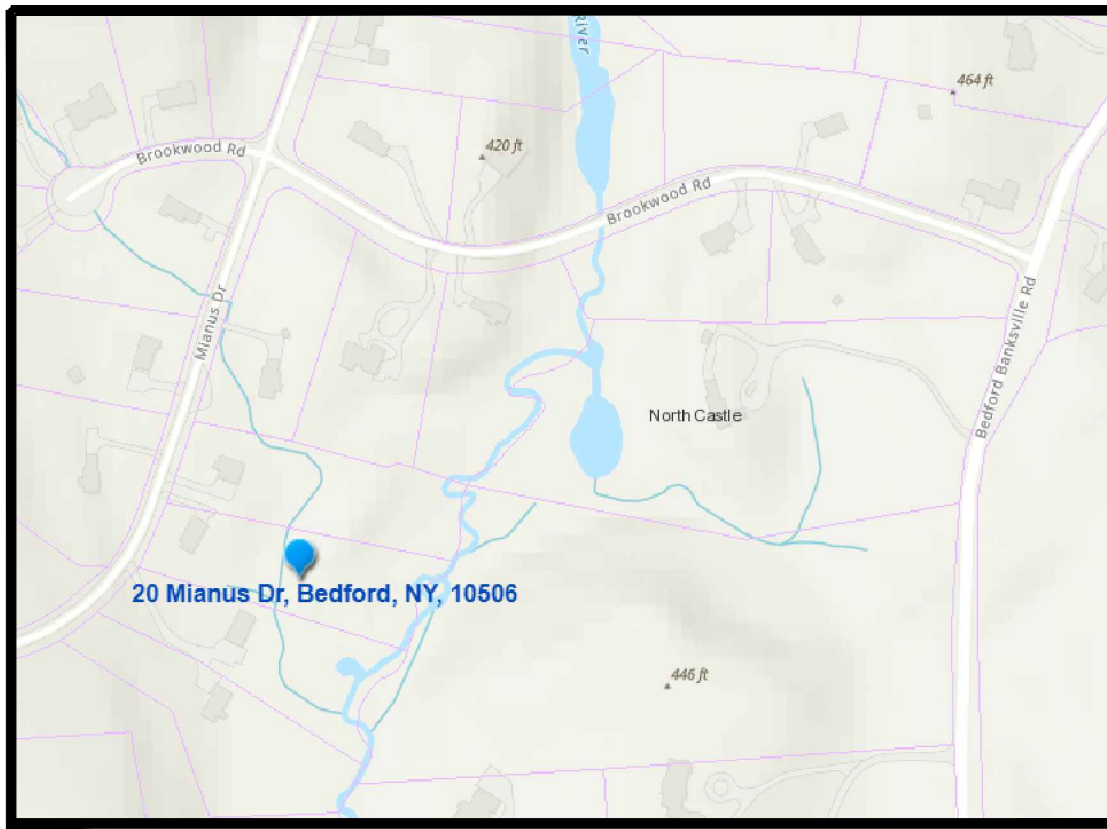 River
464 ft
Brookwood Rd
420 ft
Brookwood Rd
Mianus Dr
Bedford Banksville Rd
North Castle
20 Mianus Dr, Bedford, NY, 10506
446 ft